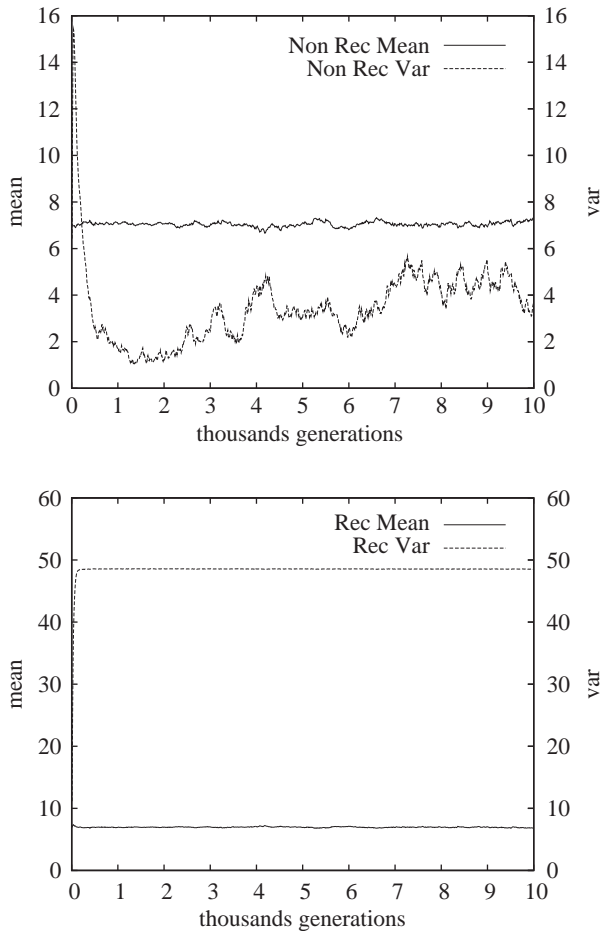 16 16
Non Rec Mean
14 14
Non Rec Var
12 12
10 10
mean
var
8 8
6 6
4 4
2 2
0 0
0 1 2 3 4 5 6 7 8 9 10
thousands generations
60 60
Rec Mean
Rec Var
50 50
40 40
mean
var
30 30
20 20
10 10
0 0
0 1 2 3 4 5 6 7 8 9 10
thousands generations